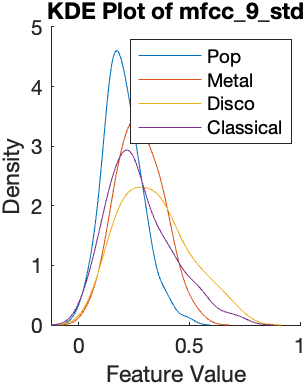 KDE Plot of mfcc_9_std
5
4
3
2
1
0
Density
Pop
Metal
Disco
Classical
0
0.5
1
Feature Value